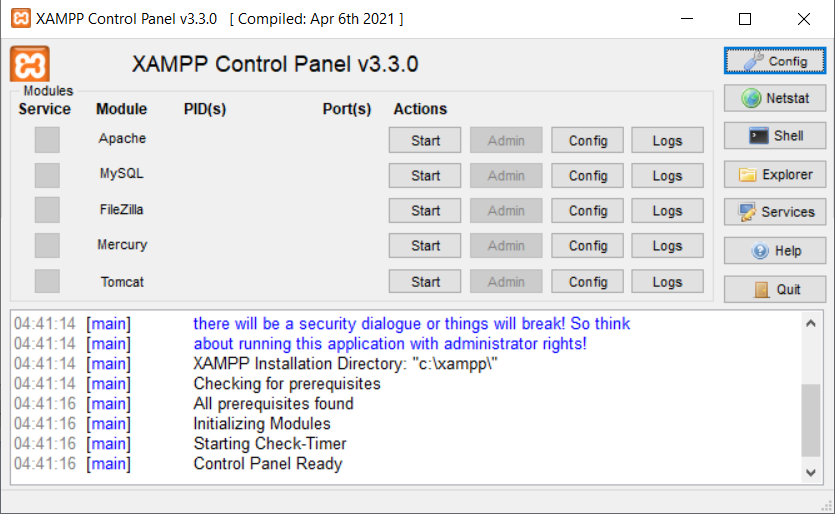 XAMPP Control Panel v3.3.0 [ Compiled: Apr 6th 2021 ]
XAMPP Control Panel v3.3.0
Config
Modules
Service Module PID(s) Port(s) Actions
Netstat
Apache Start Admin Config Logs
Shell
MySQL Start Admin Config Logs
Explorer
FileZilla Start Admin Config Logs
Services
Mercury Start Admin Config Logs
Help
Tomcat Start Admin Config Logs
Quit
04:41:14 [main] there will be a security dialogue or things will break! So think
04:41:14 [main] about running this application with administrator rights!
04:41:14 [main] XAMPP Installation Directory: "c:\xampp\"
04:41:14 [main] Checking for prerequisites
04:41:16 [main] All prerequisites found
04:41:16 [main] Initializing Modules
04:41:16 [main] Starting Check-Timer
04:41:16 [main] Control Panel Ready